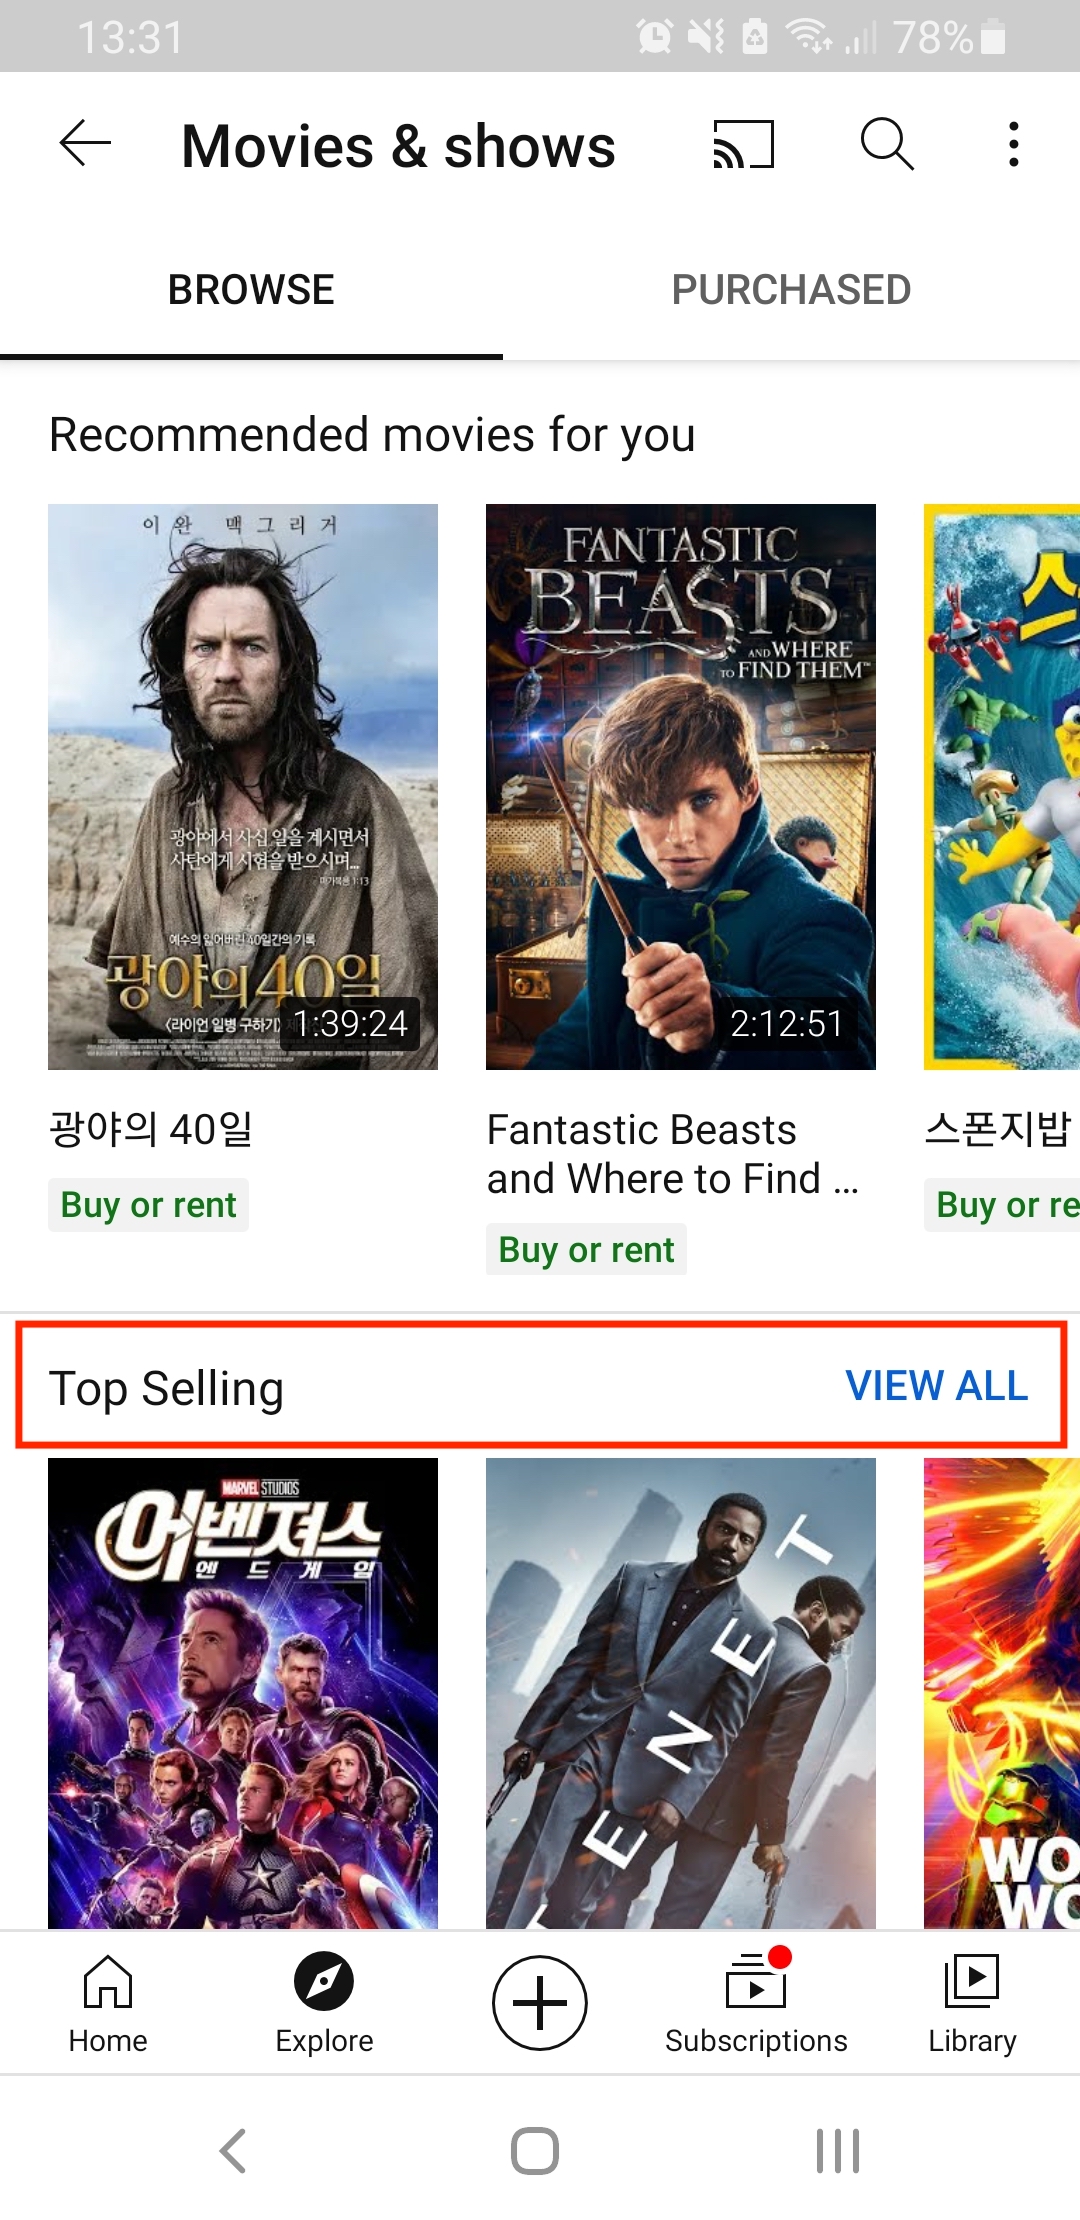 13:31
78%
Movies & shows
BROWSE
PURCHASED
Recommended movies for you
이완 맥그리거
광야에서 사십 일을 계시면서
사탄에게 시험을 받으시며...
마가복음 1:13
예수의 잃어버린 40일간의 기록
광야의 40일
〈라이언 일병 구하기〉
1:39:24
FANTASTIC
BEASTS
AND WHERE
TO FIND THEM™
2:12:51
스
광야의 40일
Buy or rent
Fantastic Beasts
and Where to Find ...
Buy or rent
스폰지밥
Buy or re
Top Selling
VIEW ALL
MARVEL STUDIOS
어벤져스
엔드게임
TENET
WO
WO
Home
Explore
Subscriptions
Library